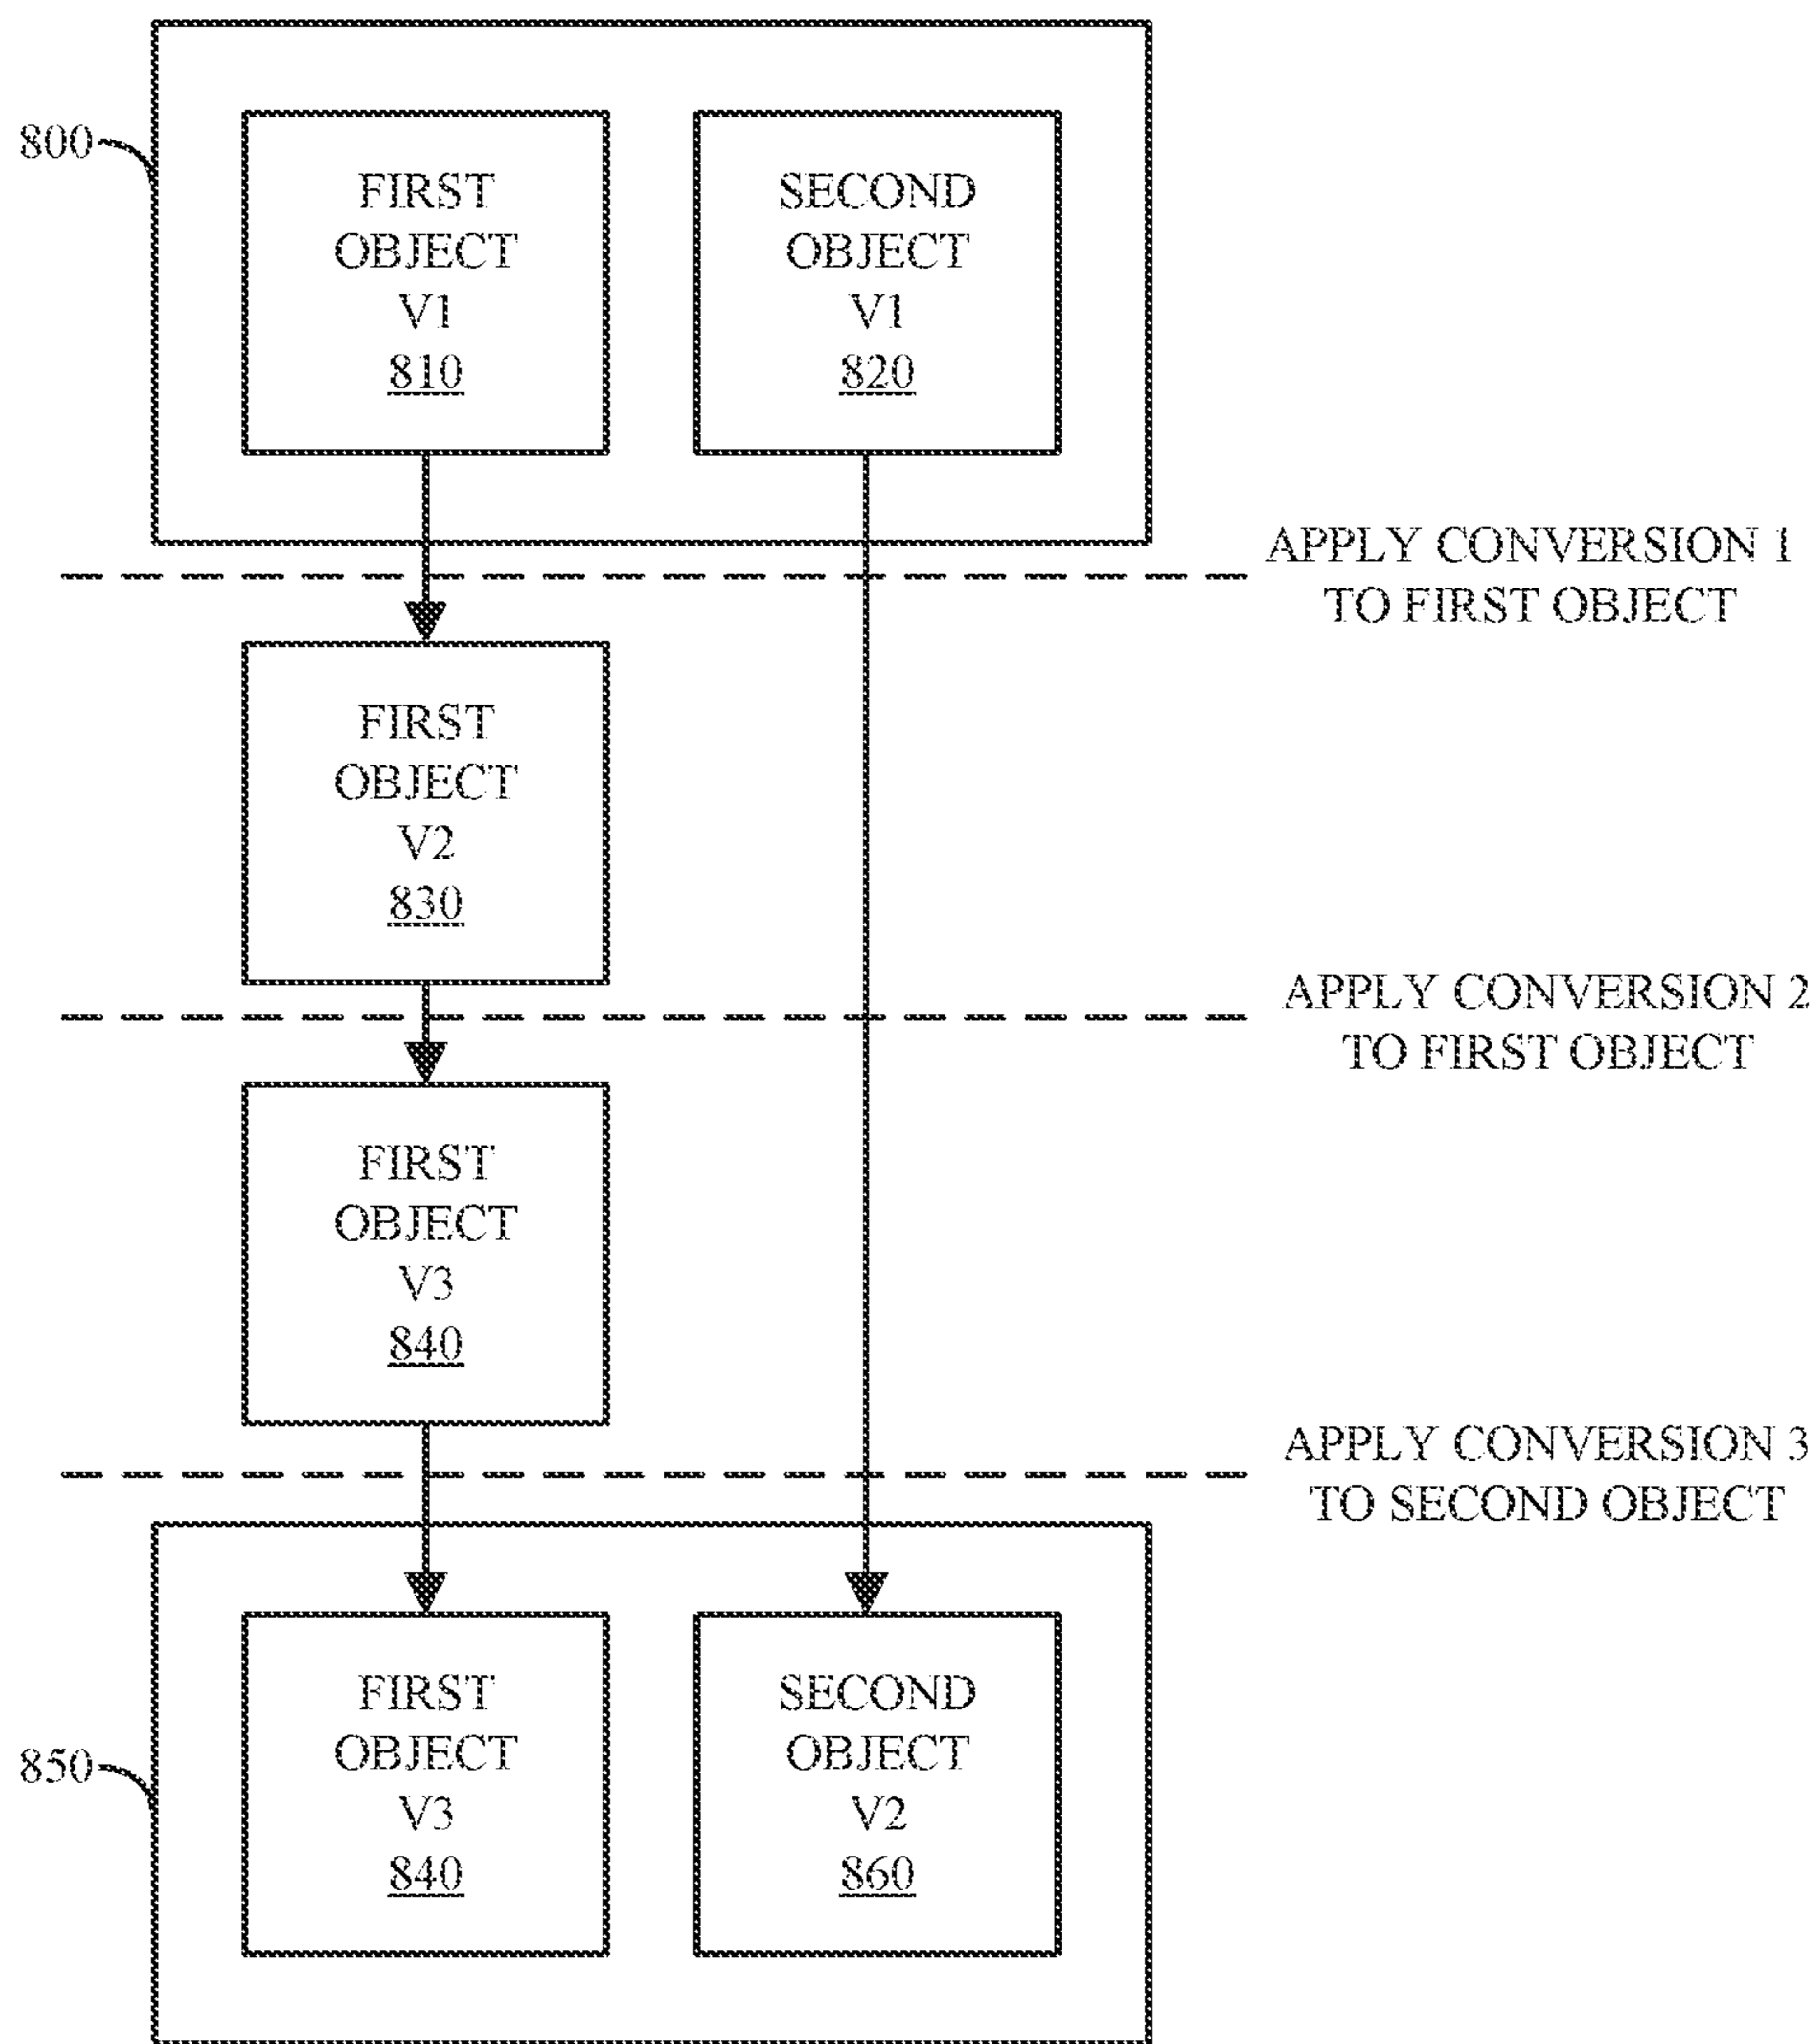 800
FIRST
OBJECT
V1
810
SECOND
OBJECT
V1
820
APPLY CONVERSION 1
TO FIRST OBJECT
FIRST
OBJECT
V2
830
APPLY CONVERSION 2
TO FIRST OBJECT
FIRST
OBJECT
V3
840
APPLY CONVERSION 3
TO SECOND OBJECT
850
FIRST
OBJECT
V3
840
SECOND
OBJECT
V2
860